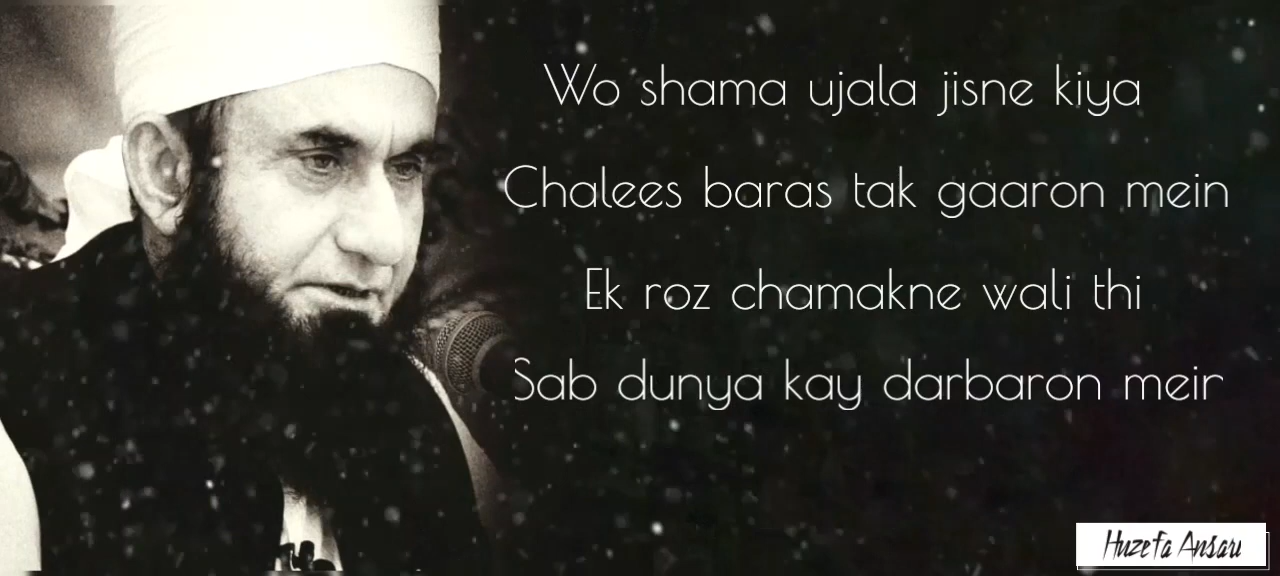 Wo shama ujala jisne kiya
Chalees baras tak gaaron mein
Ek roz chamakne wali thi
Sab dunya kay darbaron mein
Huzefa Ansari